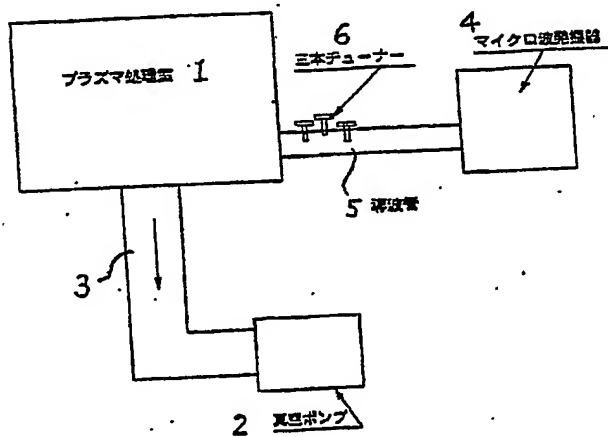 6
三本チューナー
4
マイクロ波発振器
プラズマ処理室 1
5 導波管
3
2 真空ポンプ